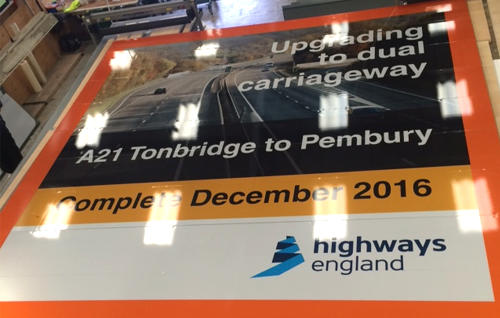 Upgrading
to dual
carriageway
A21 Tonbridge to Pembury
Complete December 2016
highways
england